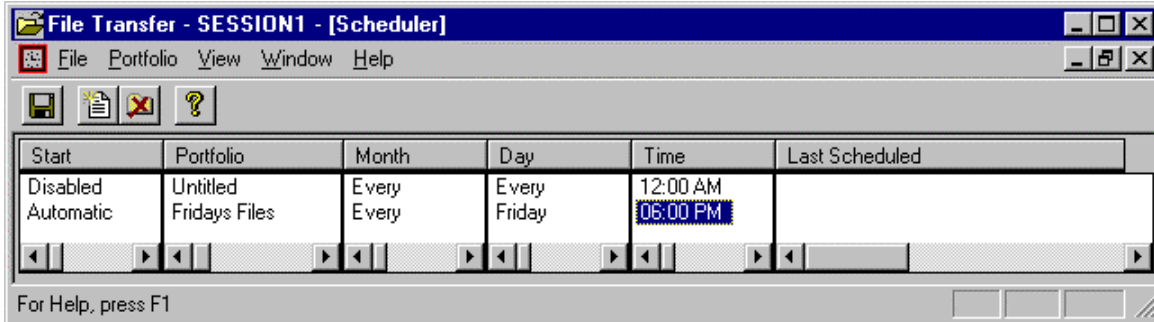 File Transfer - SESSION1 - [Scheduler]
File Portfolio View Window Help
Start Portfolio Month Day Time Last Scheduled
Disabled Untitled Every Every 12:00 AM
Automatic Fridays Files Every Friday 06:00 PM
For Help, press F1